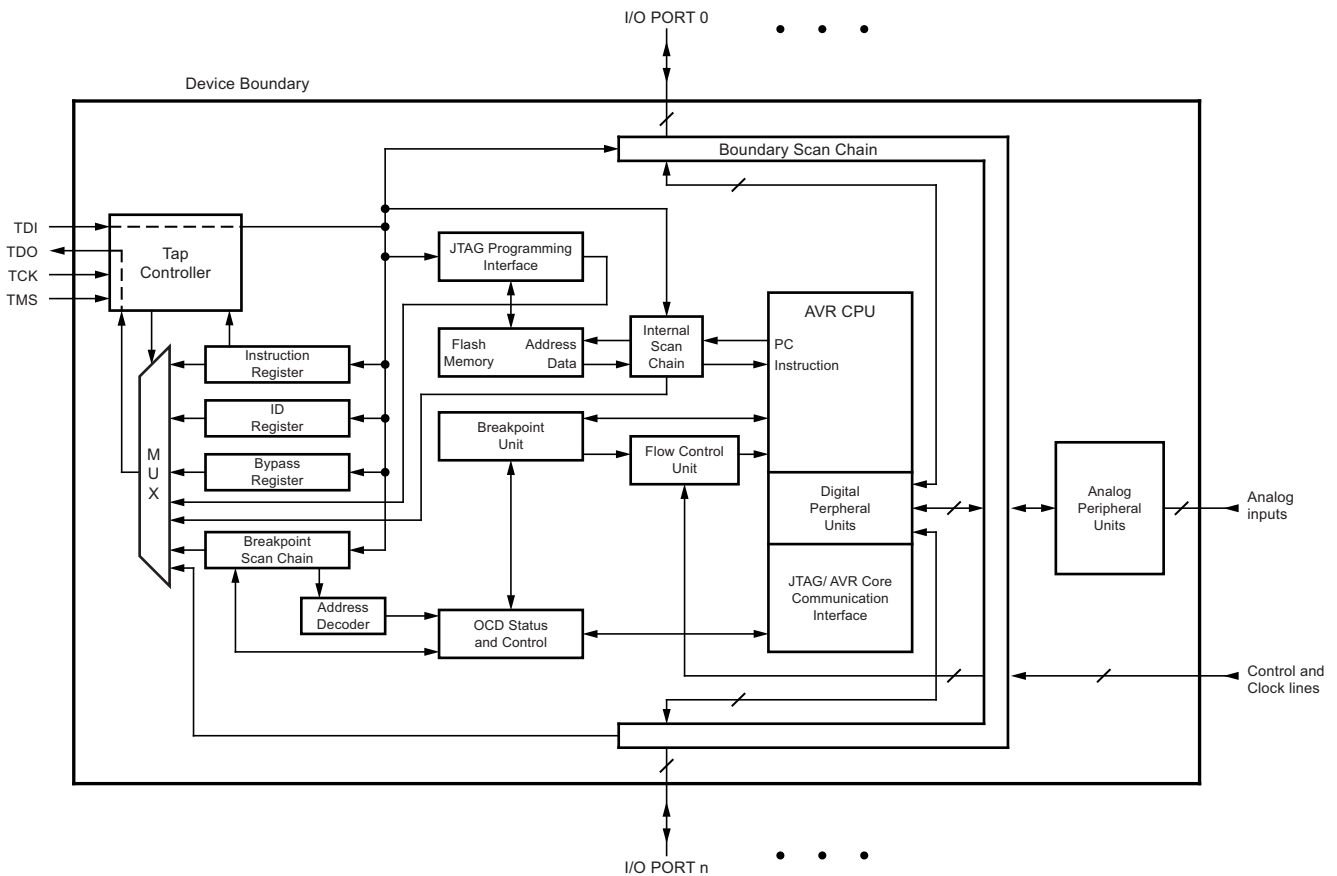 I/O PORT 0
Device Boundary
Boundary Scan Chain
TDI
TDO
TCK
TMS
Tap
Controller
JTAG Programming
Interface
AVR CPU
Flash
Memory
Address
Data
Internal
Scan
Chain
PC
Instruction
Instruction
Register
ID
Register
Breakpoint
Unit
Flow Control
Unit
M
U
X
Bypass
Register
Digital
Perpheral
Units
Analog
Peripheral
Units
Analog
inputs
Breakpoint
Scan Chain
Address
Decoder
OCD Status
and Control
JTAG/ AVR Core
Communication
Interface
Control and
Clock lines
I/O PORT n